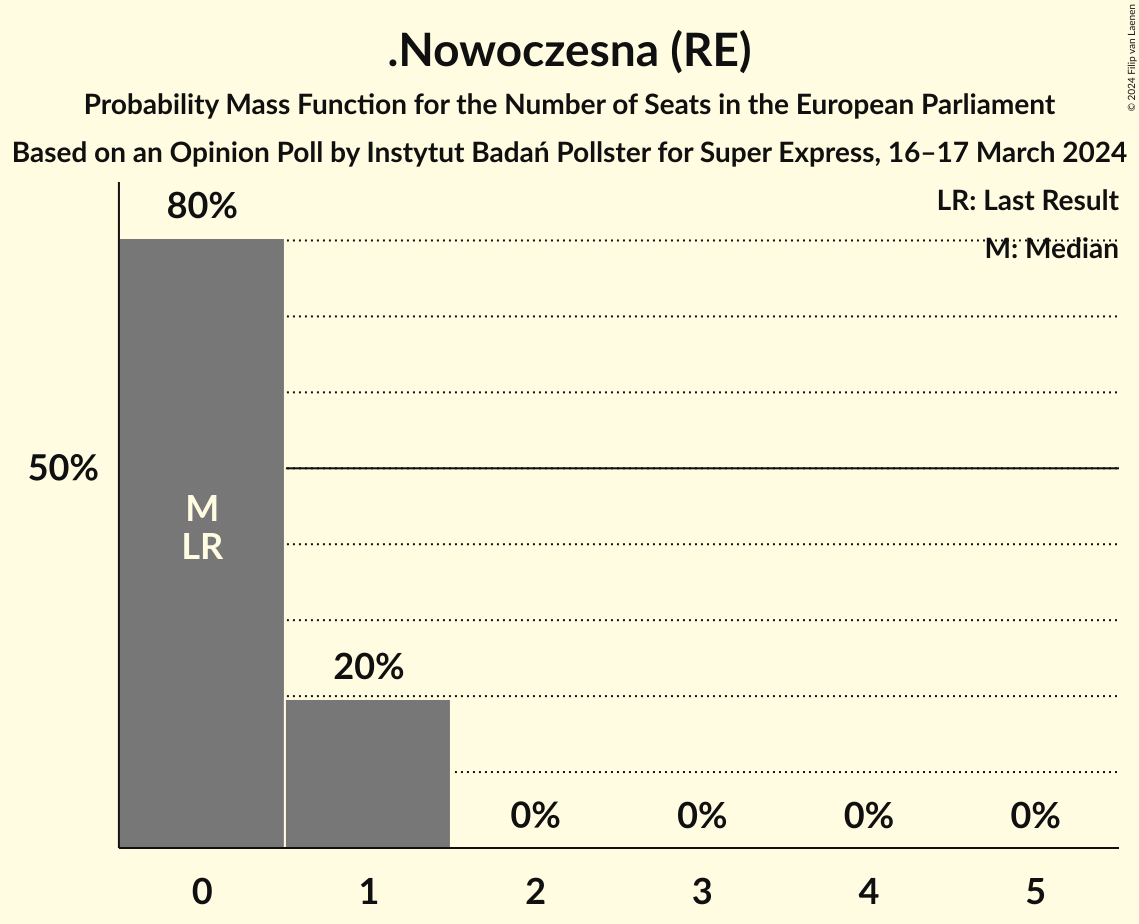 .Nowoczesna (RE)
Probability Mass Function for the Number of Seats in the European Parliament
Based on an Opinion Poll by Instytut Badań Pollster for Super Express, 16–17 March 2024
© 2024 Filip van Laenen
LR: Last Result
M: Median
80%
50%
M
LR
20%
0%
0%
0%
0%
0
1
2
3
4
5